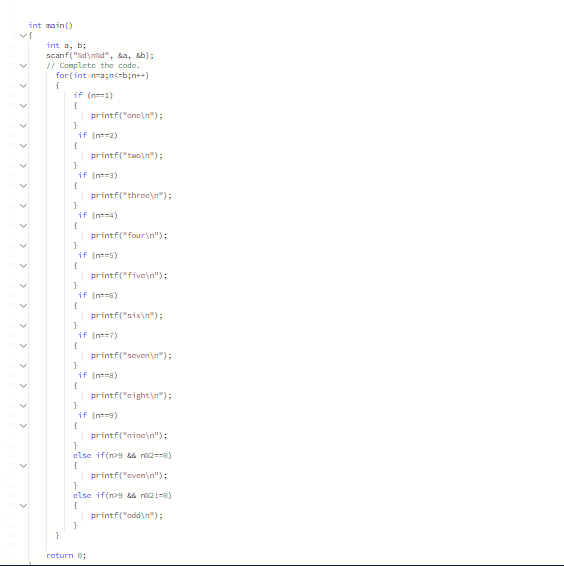 int main()
{
int a, b;
scanf("%d\n%d", &a, &b);
// Complete the code.
for(int n=a;n<=b;n++)
{
if (n==1)
{
printf("one\n");
}
if (n==2)
{
printf("two\n");
}
if (n==3)
{
printf("three\n");
}
if (n==4)
{
printf("four\n");
}
if (n==5)
{
printf("five\n");
}
if (n==6)
{
printf("six\n");
}
if (n==7)
{
printf("seven\n");
}
if (n==8)
{
printf("eight\n");
}
if (n==9)
{
printf("nine\n");
}
else if(n>9 && n%2==0)
{
printf("even\n");
}
else if(n>9 && n%2!=0)
{
printf("odd\n");
}
}
return 0;